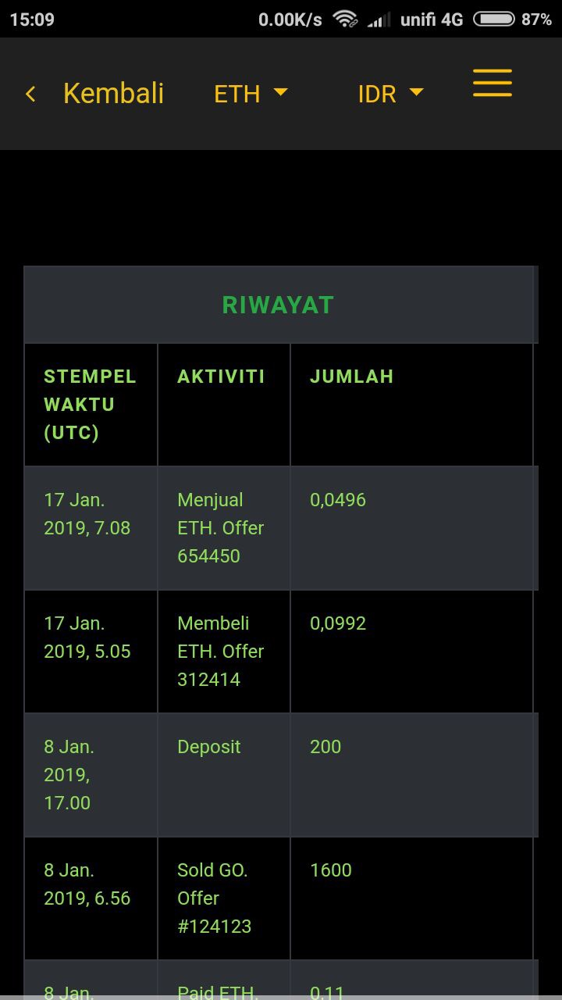 15:09 0.00K/s unifi 4G 87%
Kembali ETH IDR
RIWAYAT
STEMPEL
WAKTU
(UTC)
AKTIVITI
JUMLAH
17 Jan.
2019, 7.08
Menjual
ETH. Offer
654450
0,0496
17 Jan.
2019, 5.05
Membeli
ETH. Offer
312414
0,0992
8 Jan.
2019,
17.00
Deposit
200
8 Jan.
2019, 6.56
Sold GO.
Offer
#124123
1600
8 Jan.
Paid ETH.
0,11